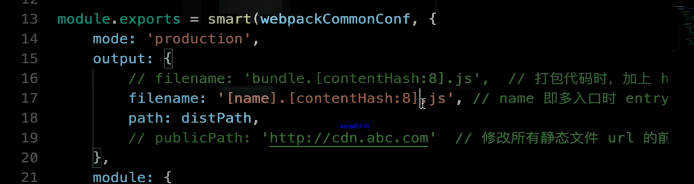 13 module.exports = smart(webpackCommonConf, {
14 mode: 'production',
15 output: {
16 // filename: 'bundle.[contentHash:8].js', // 打包代码时，加上 h
17 filename: '[name].[contentHash:8].js', // name 即多入口时 entry
18 path: distPath,
19 // publicPath: 'http://cdn.abc.com' // 修改所有静态文件 url 的前
20 },
21 module: {